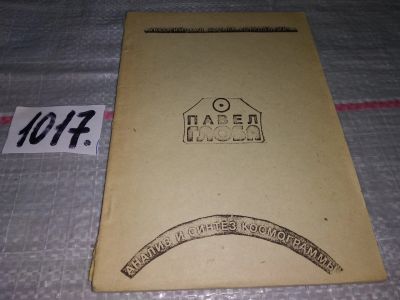 1017.
ПАВЕЛ
ГЛОБА
АНАЛИЗ И СИНТЕЗ КОСМОГРАММЫ